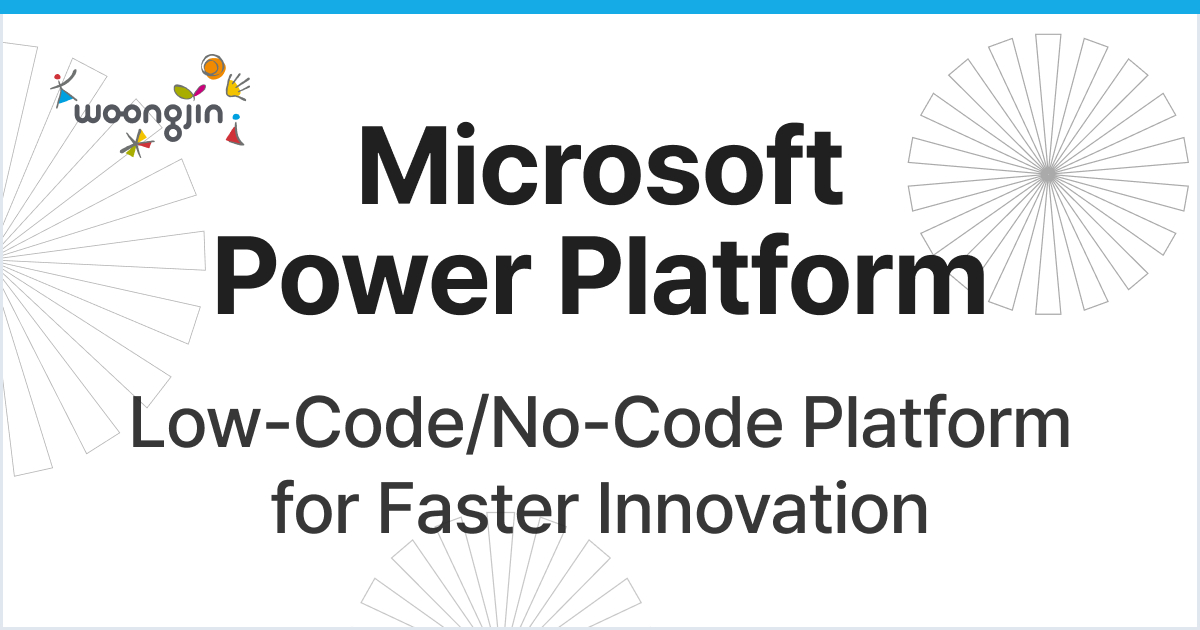 woongjin
Microsoft
Power Platform
Low-Code/No-Code Platform
for Faster Innovation